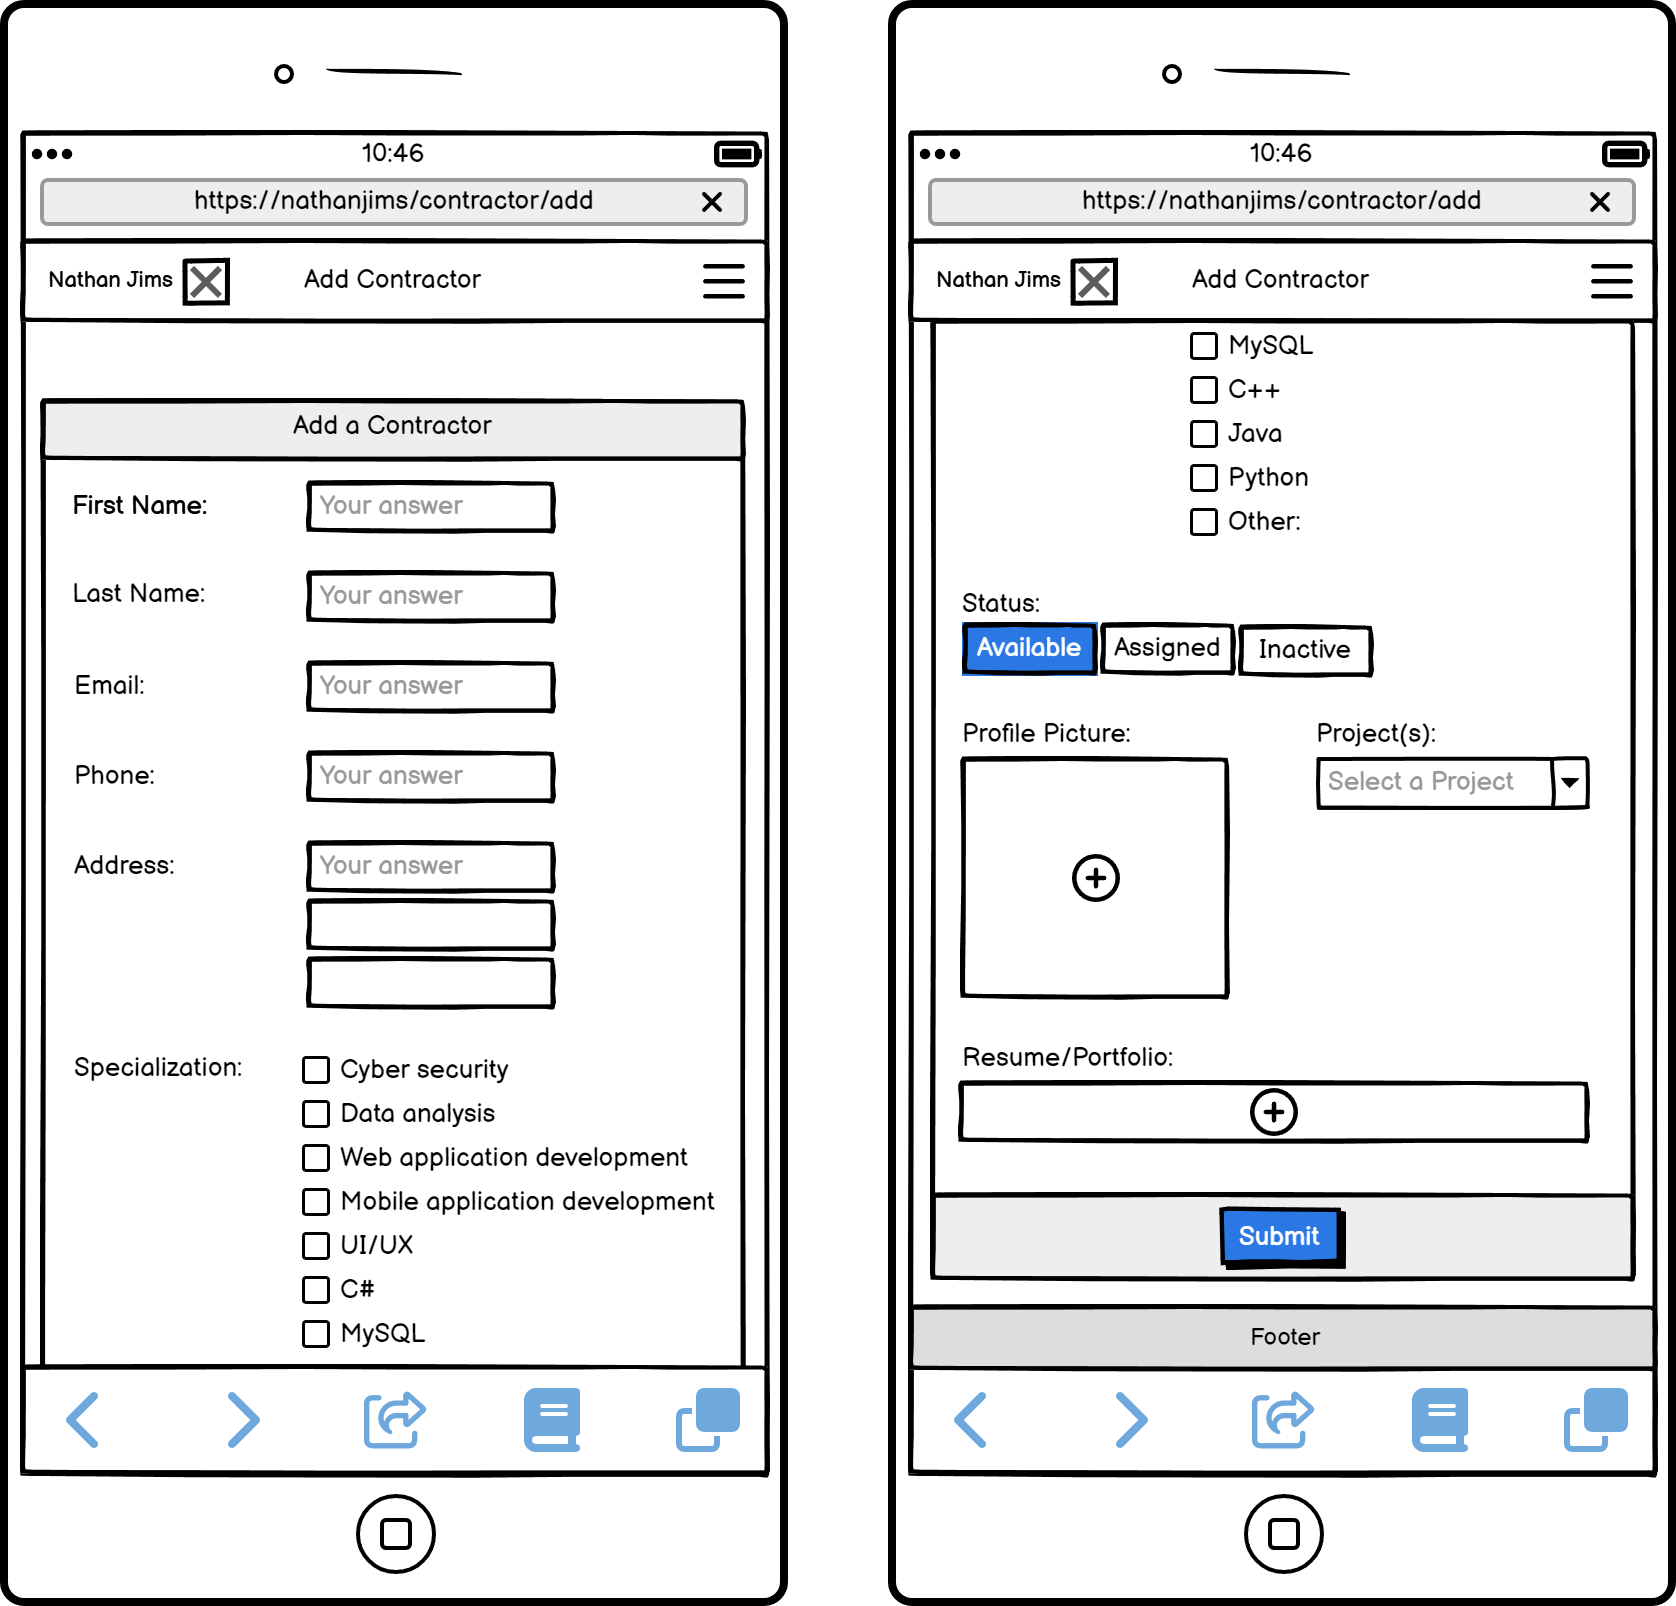 10:46
https://nathanjims/contractor/add
Nathan Jims
Add Contractor
Add a Contractor
First Name: Your answer
Last Name: Your answer
Email: Your answer
Phone: Your answer
Address: Your answer
Specialization: Cyber security
Data analysis
Web application development
Mobile application development
UI/UX
C#
MySQL
10:46
https://nathanjims/contractor/add
Nathan Jims
Add Contractor
MySQL
C++
Java
Python
Other:
Status:
Available Assigned Inactive
Profile Picture: Project(s):
Select a Project
Resume/Portfolio:
Submit
Footer